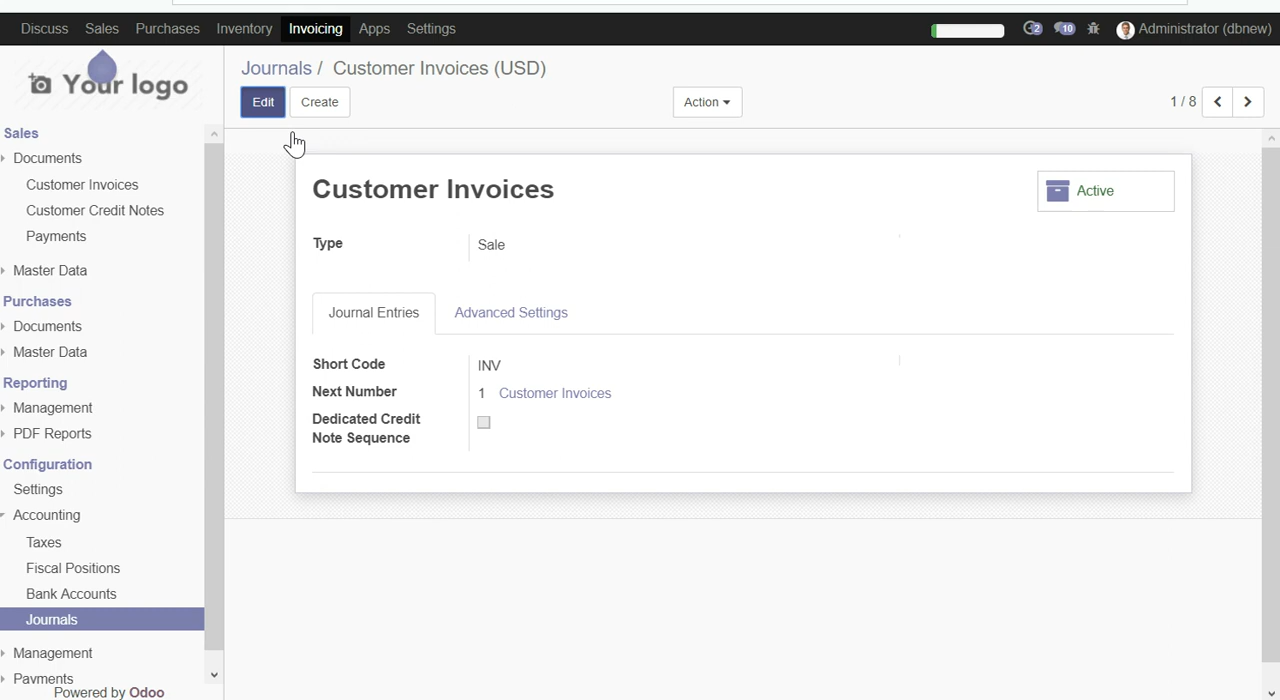 Discuss Sales Purchases Inventory Invoicing Apps Settings 2 10 Administrator (dbnew)
Your logo
Journals / Customer Invoices (USD)
Edit Create Action 1 / 8
Sales
Documents
Customer Invoices
Customer Credit Notes
Payments
Master Data
Purchases
Documents
Master Data
Reporting
Management
PDF Reports
Configuration
Settings
Accounting
Taxes
Fiscal Positions
Bank Accounts
Journals
Management
Payments
Powered by Odoo
Customer Invoices
Active
Type Sale
Journal Entries Advanced Settings
Short Code INV
Next Number 1 Customer Invoices
Dedicated Credit
Note Sequence